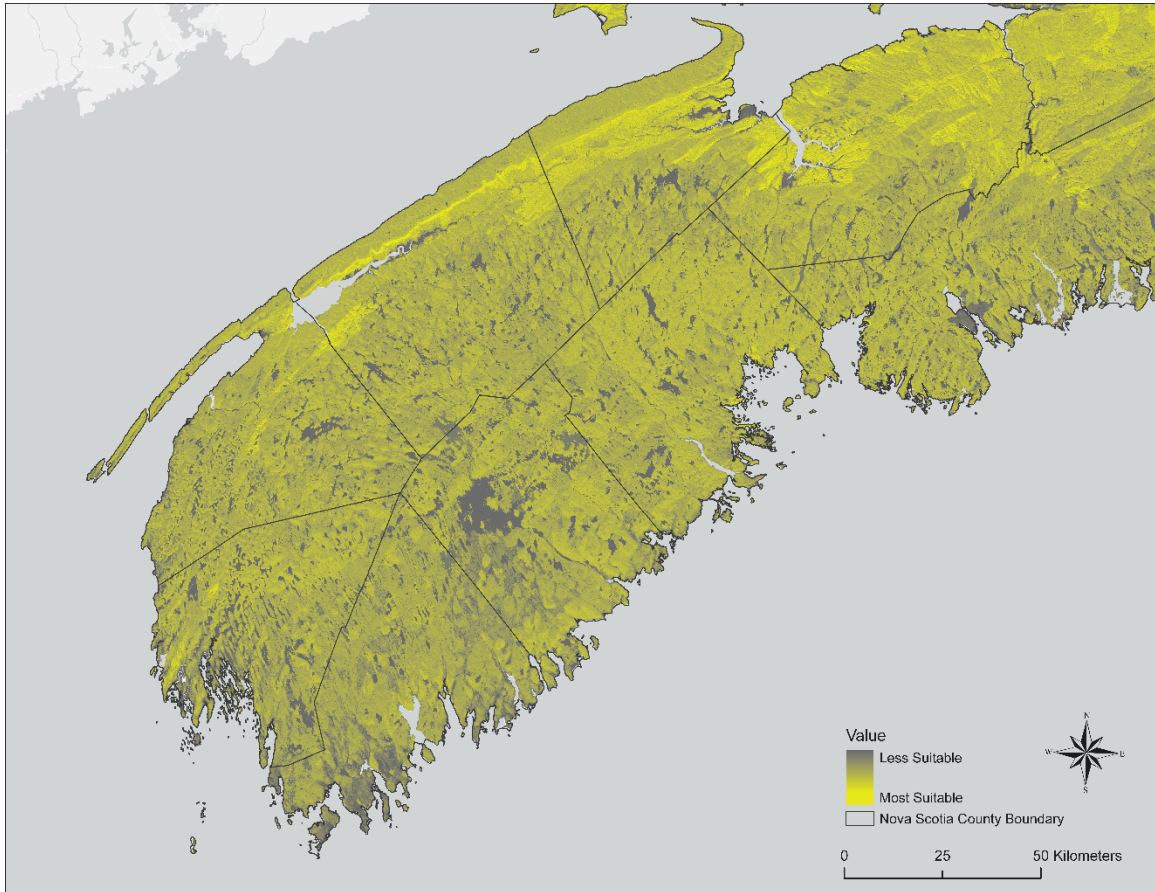 Value
Less Suitable
Most Suitable
Nova Scotia County Boundary
N
W
E
S
0 25 50 Kilometers